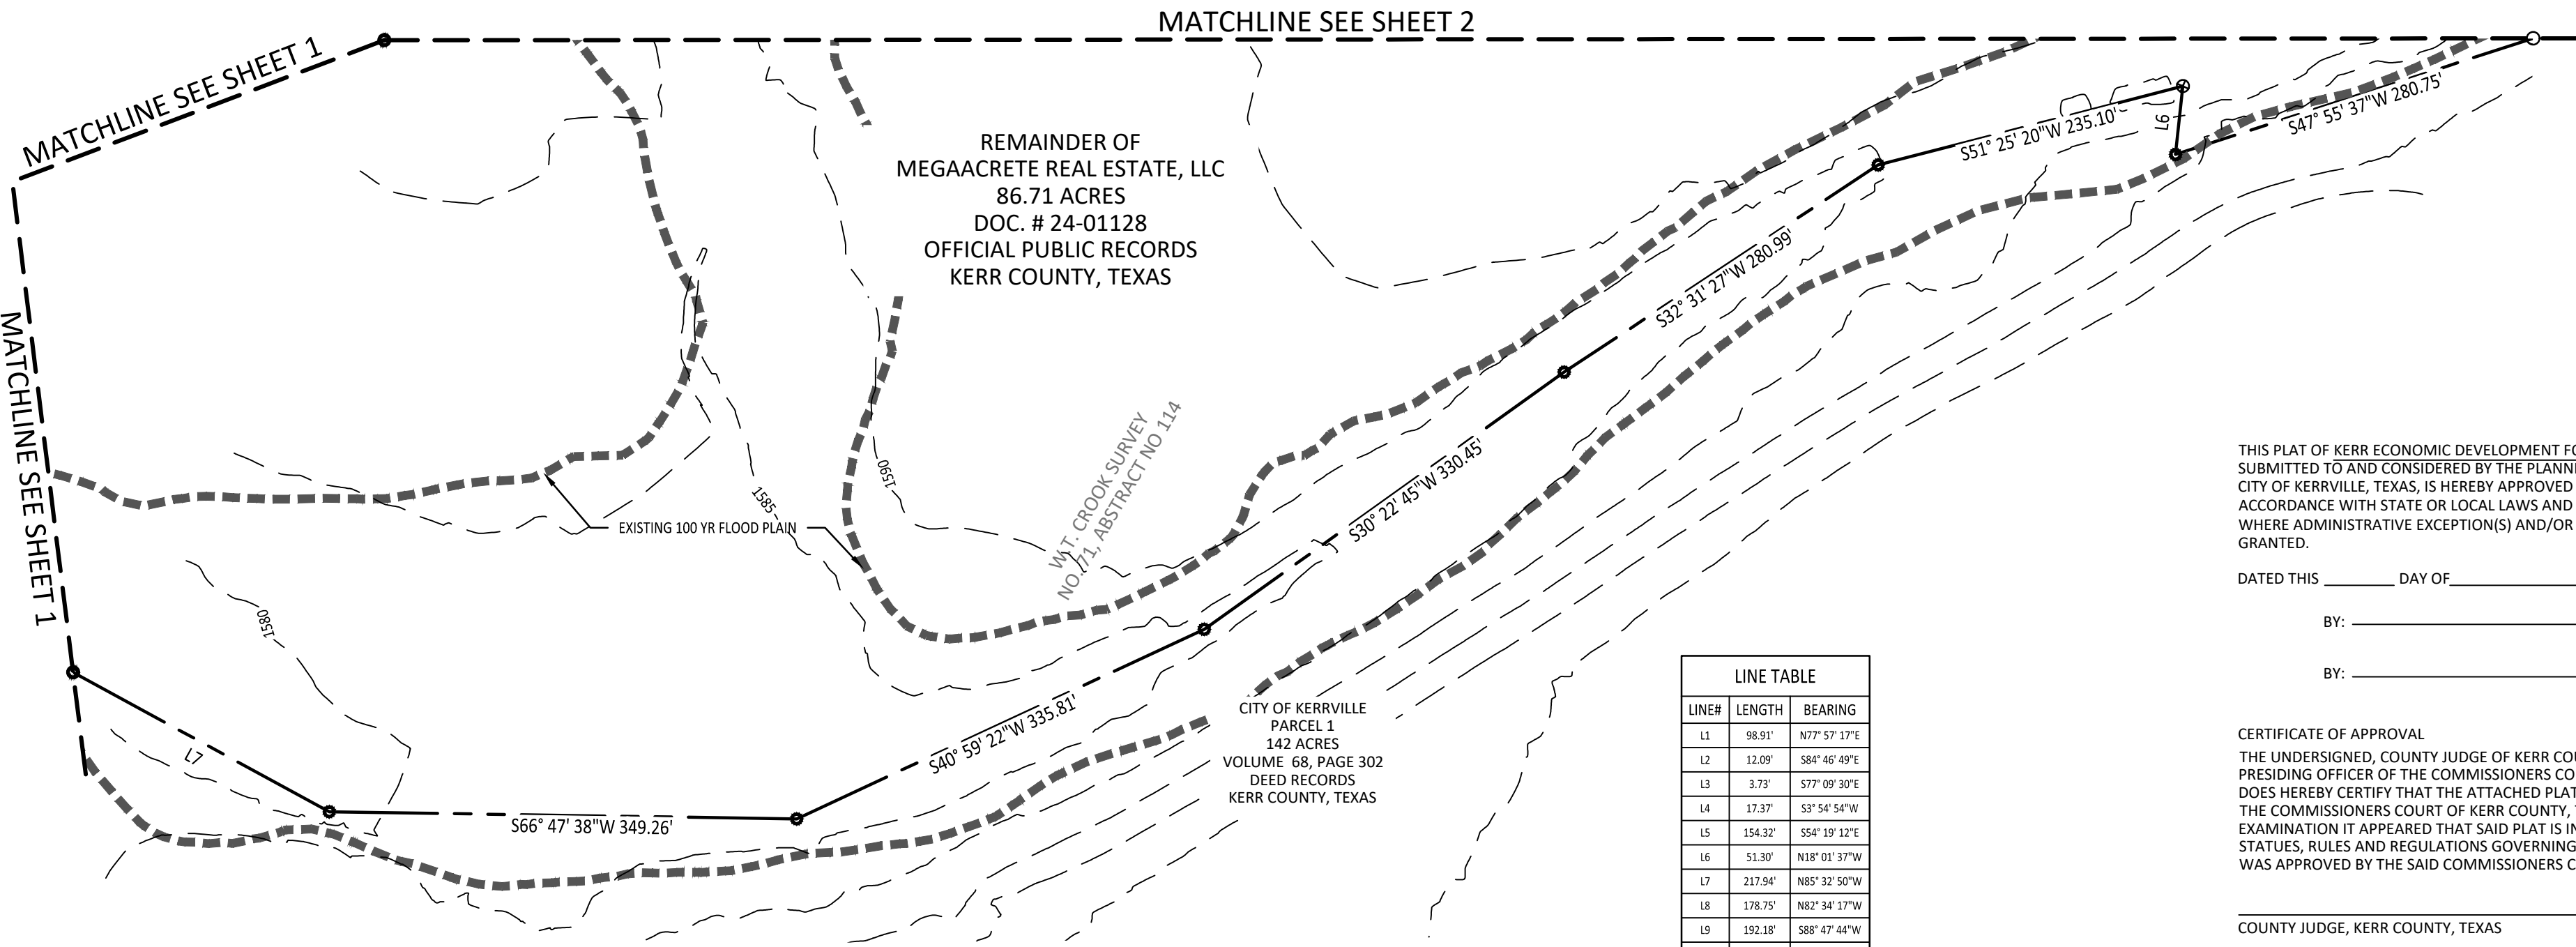 MATCHLINE SEE SHEET 2
MATCHLINE SEE SHEET 1
MATCHLINE SEE SHEET 1
REMAINDER OF
MEGAACRETE REAL ESTATE, LLC
86.71 ACRES
DOC. # 24-01128
OFFICIAL PUBLIC RECORDS
KERR COUNTY, TEXAS
S47° 55' 37"W 280.75'
L6
S51° 25' 20"W 235.10'
S32° 31' 27"W 280.99'
S30° 22' 45"W 330.45'
S40° 59' 22"W 335.81'
S66° 47' 38"W 349.26'
L7
1590
1585
1580
EXISTING 100 YR FLOOD PLAIN
W.T. CROOK SURVEY
NO. 71, ABSTRACT NO 114
CITY OF KERRVILLE
PARCEL 1
142 ACRES
VOLUME 68, PAGE 302
DEED RECORDS
KERR COUNTY, TEXAS
LINE TABLE
LINE# LENGTH BEARING
L1 98.91' N77° 57' 17"E
L2 12.09' S84° 46' 49"E
L3 3.73' S77° 09' 30"E
L4 17.37' S3° 54' 54"W
L5 154.32' S54° 19' 12"E
L6 51.30' N18° 01' 37"W
L7 217.94' N85° 32' 50"W
L8 178.75' N82° 34' 17"W
L9 192.18' S88° 47' 44"W
THIS PLAT OF KERR ECONOMIC DEVELOPMENT FO
SUBMITTED TO AND CONSIDERED BY THE PLANN
CITY OF KERRVILLE, TEXAS, IS HEREBY APPROVED
ACCORDANCE WITH STATE OR LOCAL LAWS AND
WHERE ADMINISTRATIVE EXCEPTION(S) AND/OR
GRANTED.
DATED THIS ________ DAY OF
BY:
BY:
CERTIFICATE OF APPROVAL
THE UNDERSIGNED, COUNTY JUDGE OF KERR COU
PRESIDING OFFICER OF THE COMMISSIONERS CO
DOES HEREBY CERTIFY THAT THE ATTACHED PLAT
THE COMMISSIONERS COURT OF KERR COUNTY,
EXAMINATION IT APPEARED THAT SAID PLAT IS IN
STATUES, RULES AND REGULATIONS GOVERNING
WAS APPROVED BY THE SAID COMMISSIONERS C
COUNTY JUDGE, KERR COUNTY, TEXAS